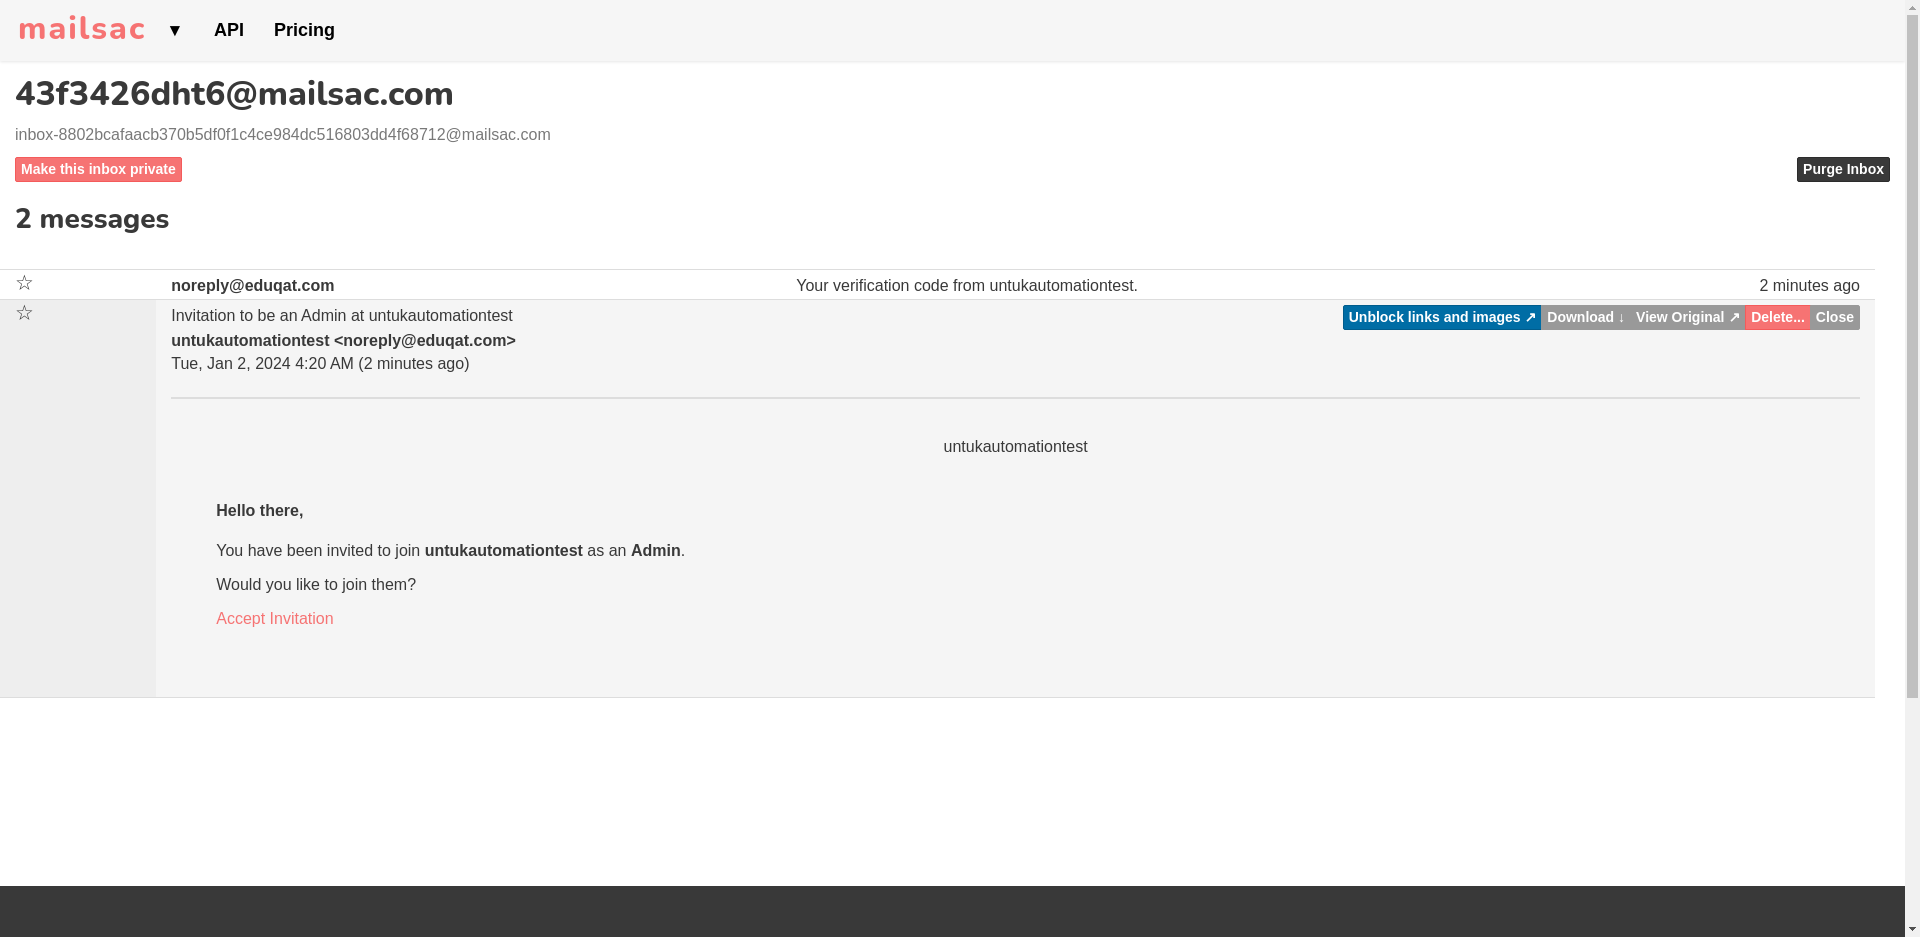 mailsac ▼ API Pricing
43f3426dht6@mailsac.com
inbox-8802bcafaacb370b5df0f1c4ce984dc516803dd4f68712@mailsac.com
Make this inbox private Purge Inbox
2 messages
☆ noreply@eduqat.com Your verification code from untukautomationtest. 2 minutes ago
☆ Invitation to be an Admin at untukautomationtest Unblock links and images ↗ Download ↓ View Original ↗ Delete... Close
untukautomationtest <noreply@eduqat.com>
Tue, Jan 2, 2024 4:20 AM (2 minutes ago)
untukautomationtest
Hello there,
You have been invited to join untukautomationtest as an Admin.
Would you like to join them?
Accept Invitation